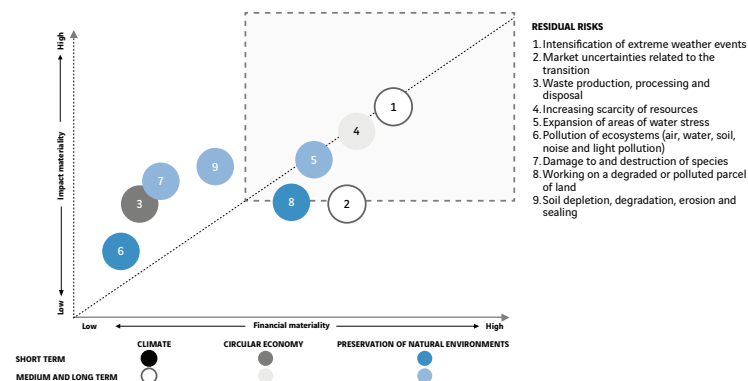 High
Impact materiality
Low
1
4
5
9
7
3
8
2
6
Low
Financial materiality
High
RESIDUAL RISKS
1. Intensification of extreme weather events
2. Market uncertainties related to the
transition
3. Waste production, processing and
disposal
4. Increasing scarcity of resources
5. Expansion of areas of water stress
6. Pollution of ecosystems (air, water, soil,
noise and light pollution)
7. Damage to and destruction of species
8. Working on a degraded or polluted parcel
of land
9. Soil depletion, degradation, erosion and
sealing
CLIMATE
CIRCULAR ECONOMY
PRESERVATION OF NATURAL ENVIRONMENTS
SHORT TERM
MEDIUM AND LONG TERM